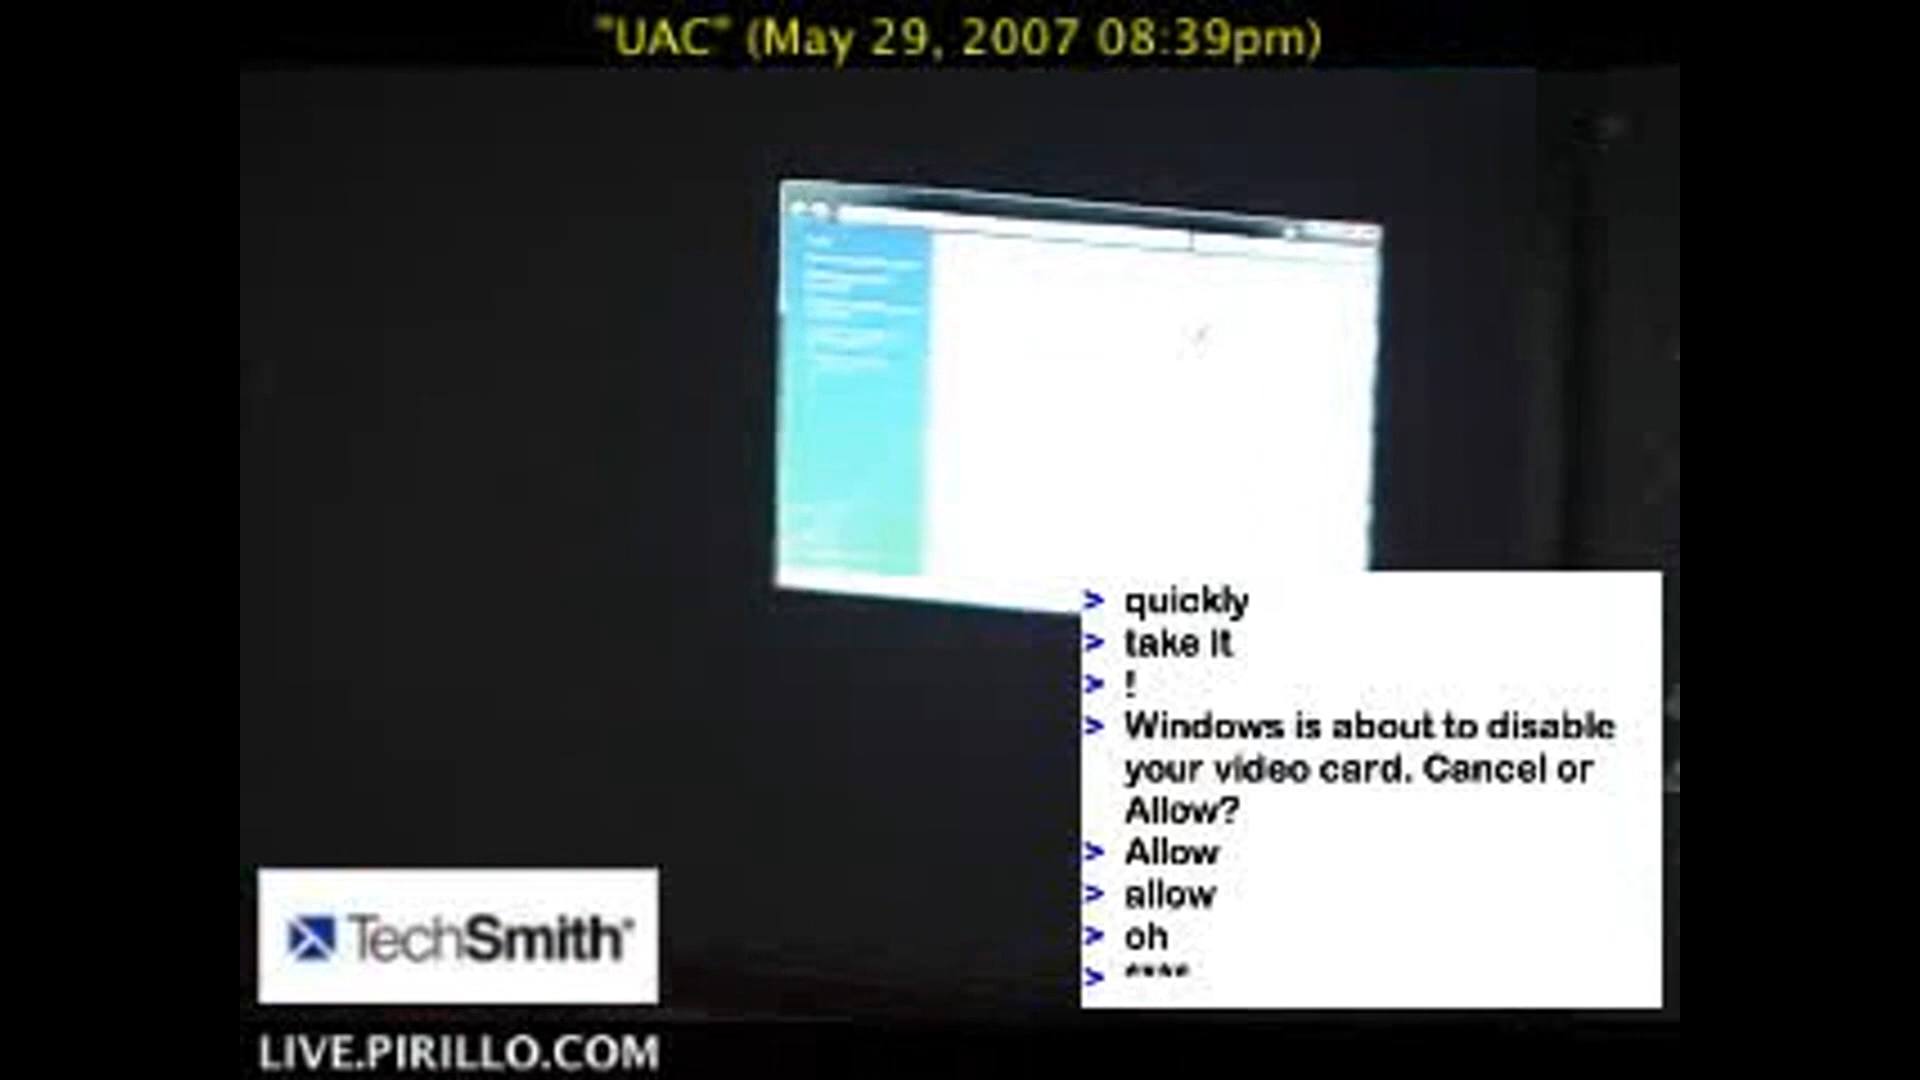 "UAC" (May 29, 2007 08:39pm)
> quickly
> take it
> !
> Windows is about to disable
your video card. Cancel or
Allow?
> Allow
> allow
> oh
> ****
TechSmith®
LIVE.PIRILLO.COM